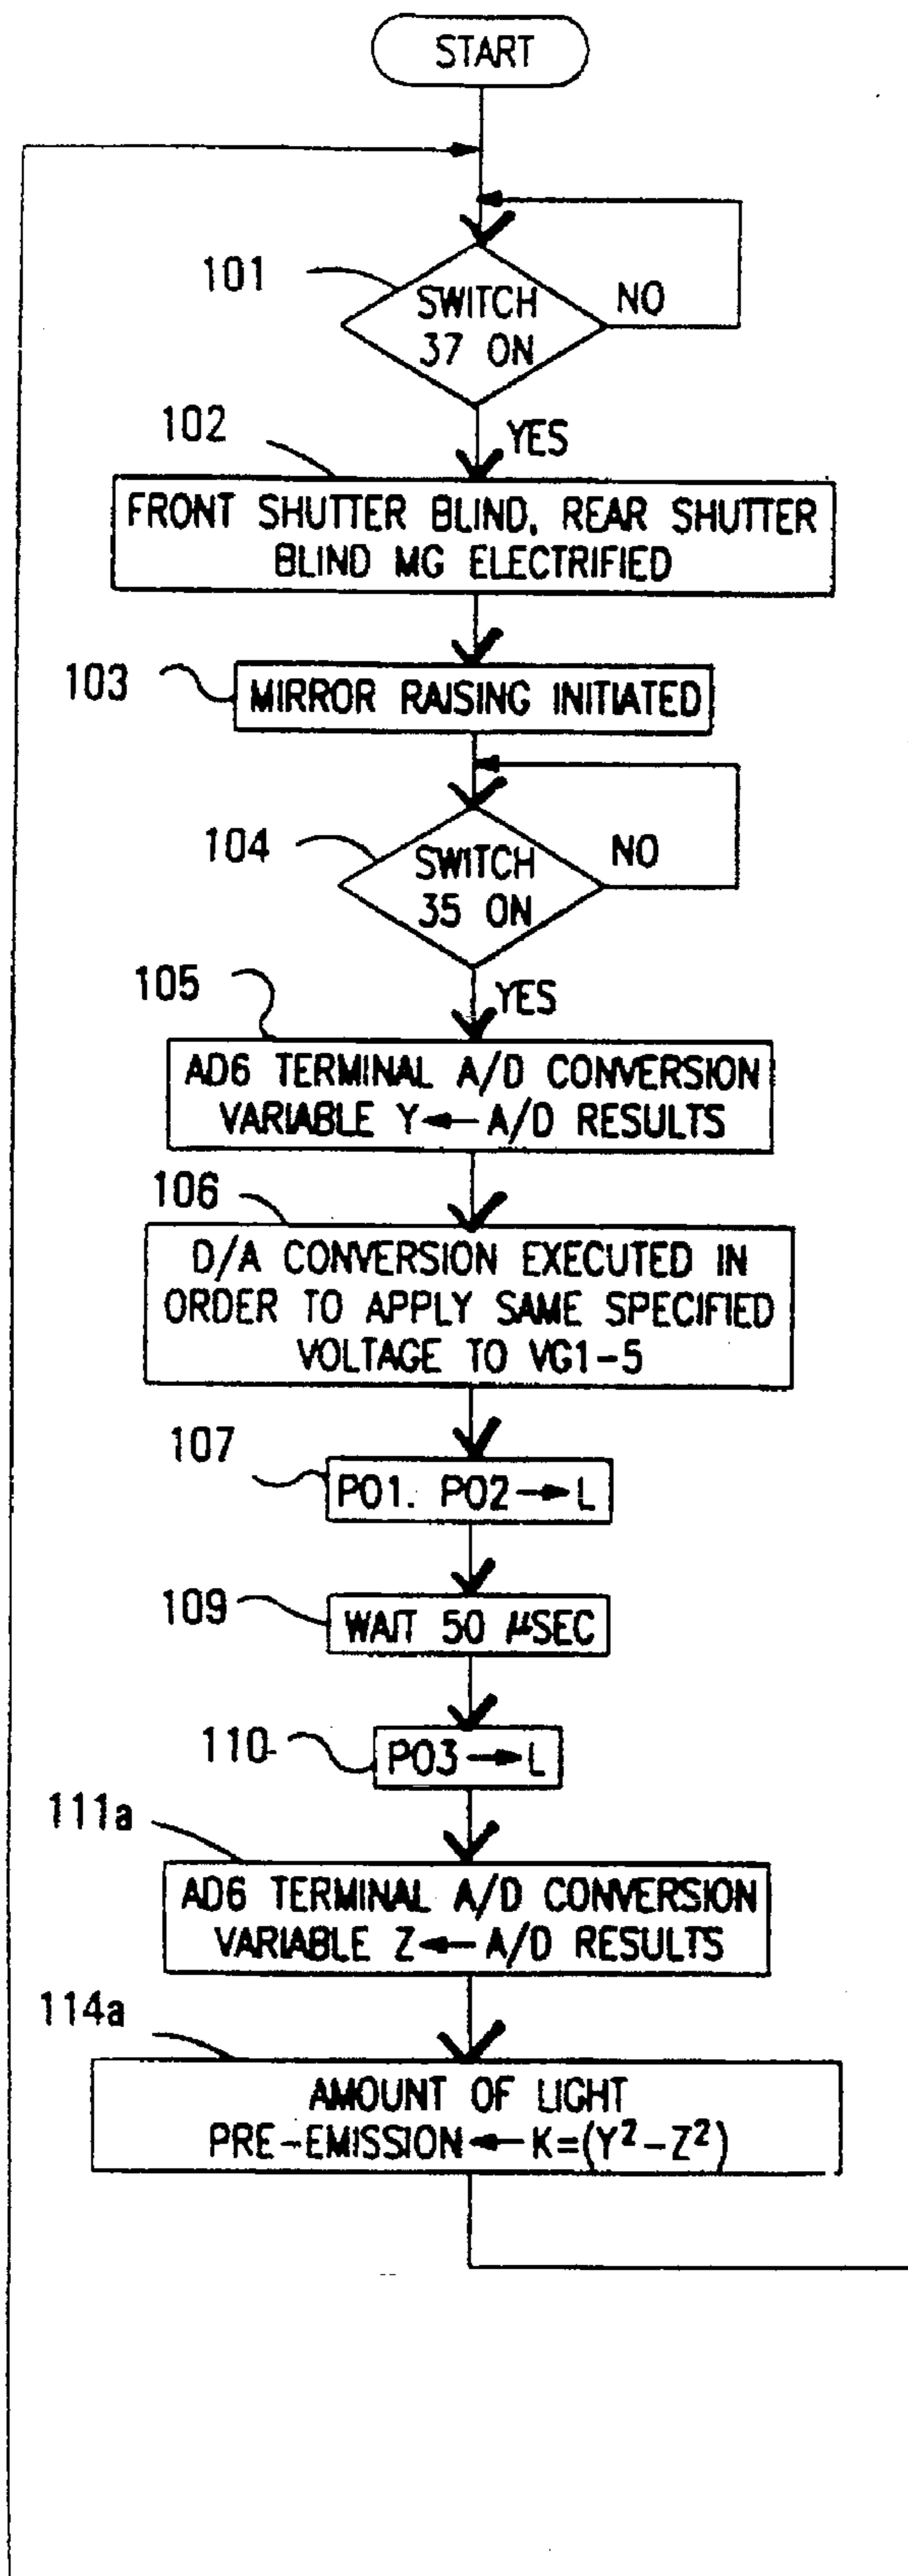 START
101
SWITCH
37 ON
NO
YES
102
FRONT SHUTTER BLIND, REAR SHUTTER
BLIND MG ELECTRIFIED
103
MIRROR RAISING INITIATED
104
SWITCH
35 ON
NO
YES
105
AD6 TERMINAL A/D CONVERSION
VARIABLE Y← A/D RESULTS
106
D/A CONVERSION EXECUTED IN
ORDER TO APPLY SAME SPECIFIED
VOLTAGE TO VG1-5
107
PO1. PO2→L
109
WAIT 50 μSEC
110
PO3→L
111a
AD6 TERMINAL A/D CONVERSION
VARIABLE Z← A/D RESULTS
114a
AMOUNT OF LIGHT
PRE-EMISSION← K=(Y²-Z²)